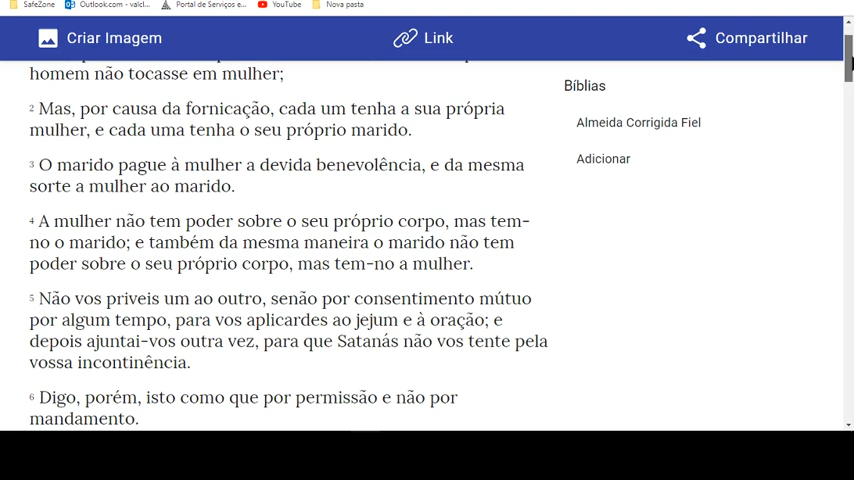 SafeZone Outlook.com - valcl... Portal de Serviços e... YouTube Nova pasta
Criar Imagem Link Compartilhar
homem não tocasse em mulher;
2 Mas, por causa da fornicação, cada um tenha a sua própria
mulher, e cada uma tenha o seu próprio marido.
3 O marido pague à mulher a devida benevolência, e da mesma
sorte a mulher ao marido.
4 A mulher não tem poder sobre o seu próprio corpo, mas tem-
no o marido; e também da mesma maneira o marido não tem
poder sobre o seu próprio corpo, mas tem-no a mulher.
5 Não vos priveis um ao outro, senão por consentimento mútuo
por algum tempo, para vos aplicardes ao jejum e à oração; e
depois ajuntai-vos outra vez, para que Satanás não vos tente pela
vossa incontinência.
6 Digo, porém, isto como que por permissão e não por
mandamento.
Bíblias
Almeida Corrigida Fiel
Adicionar